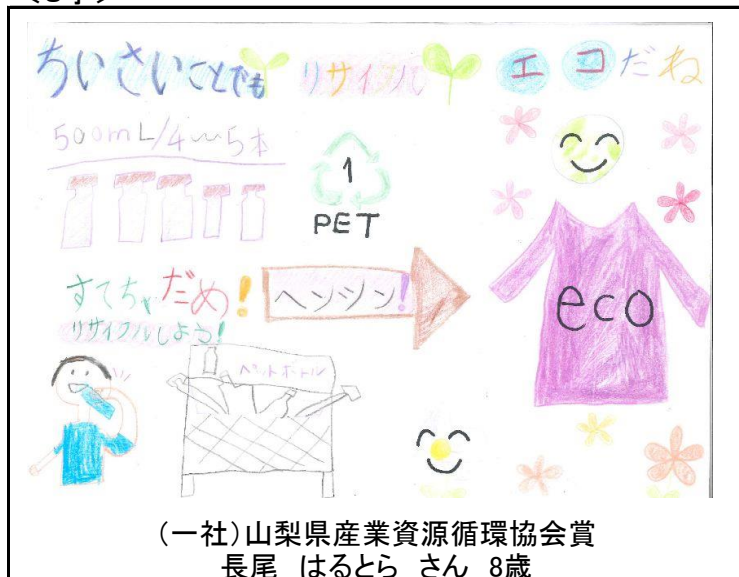 ちいさいことでも リサイクル エコだね
500mL/4〜5本
1
PET
すてちゃだめ!
リサイクルしよう!
ヘンシン!
eco
ペットボトル
(一社)山梨県産業資源循環協会賞
長尾 はるとら さん 8歳